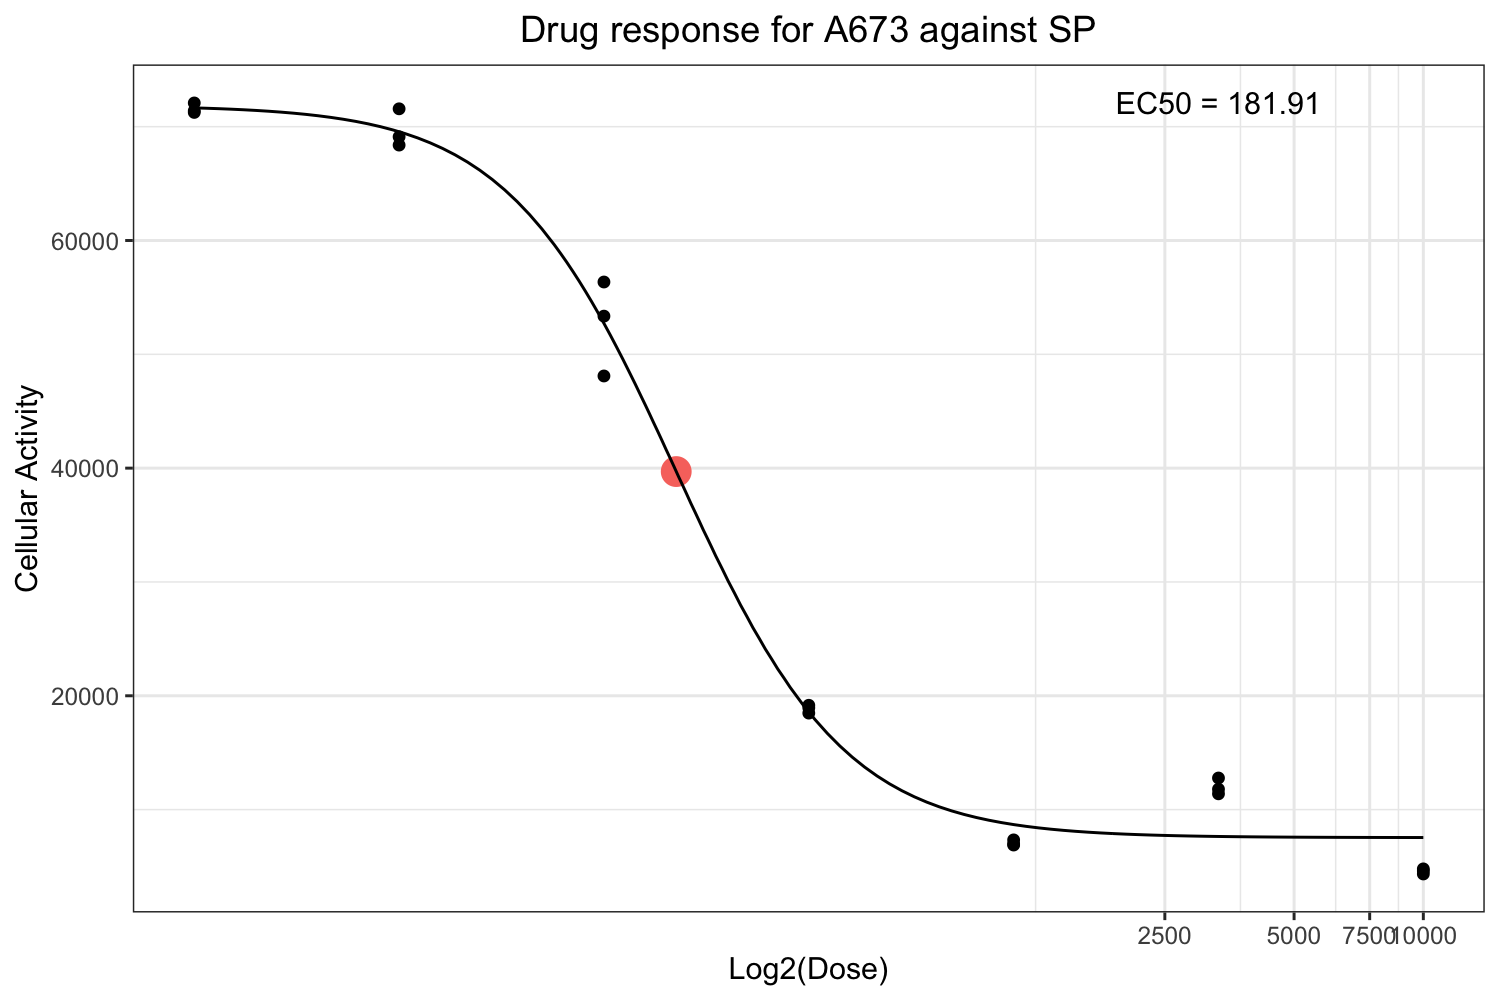 Drug response for A673 against SP
EC50 = 181.91
Cellular Activity
60000
40000
20000
2500 5000 7500 10000
Log2(Dose)